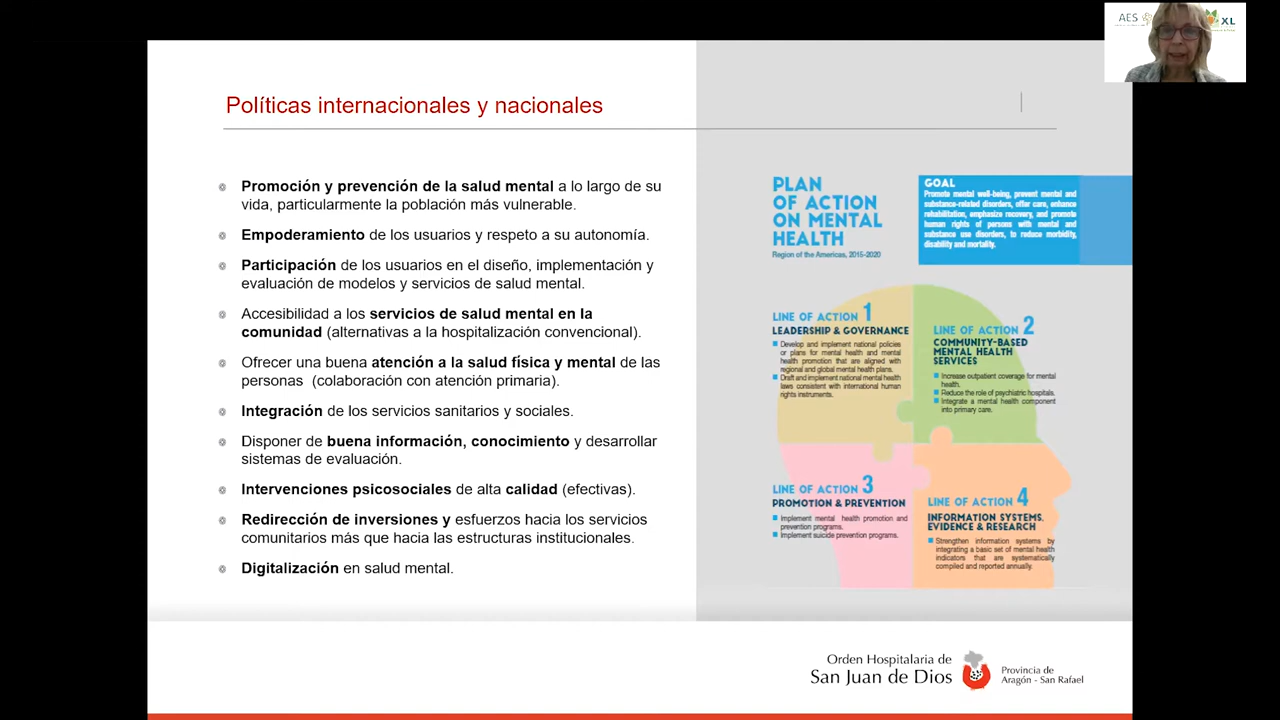 AES
XL
Políticas internacionales y nacionales
Promoción y prevención de la salud mental a lo largo de su
vida, particularmente la población más vulnerable.
Empoderamiento de los usuarios y respeto a su autonomía.
Participación de los usuarios en el diseño, implementación y
evaluación de modelos y servicios de salud mental.
Accesibilidad a los servicios de salud mental en la
comunidad (alternativas a la hospitalización convencional).
Ofrecer una buena atención a la salud física y mental de las
personas (colaboración con atención primaria).
Integración de los servicios sanitarios y sociales.
Disponer de buena información, conocimiento y desarrollar
sistemas de evaluación.
Intervenciones psicosociales de alta calidad (efectivas).
Redirección de inversiones y esfuerzos hacia los servicios
comunitarios más que hacia las estructuras institucionales.
Digitalización en salud mental.
PLAN
OF ACTION
ON MENTAL
HEALTH
Region of the Americas, 2015-2020
GOAL
Promote mental well-being, prevent mental and
substance-related disorders, offer care, enhance
rehabilitation, emphasize recovery, and promote
human rights of persons with mental and
substance use disorders, to reduce morbidity,
disability and mortality.
LINE OF ACTION 1
LEADERSHIP & GOVERNANCE
Develop and implement national policies
or plans for mental health and mental
health promotion that are aligned with
regional and global mental health plans.
Draft and implement national mental health
laws consistent with international human
rights instruments.
LINE OF ACTION 2
COMMUNITY-BASED
MENTAL HEALTH
SERVICES
Increase outpatient coverage for mental
health.
Reduce the role of psychiatric hospitals.
Integrate a mental health component
into primary care.
LINE OF ACTION 3
PROMOTION & PREVENTION
Implement mental health promotion and
prevention programs.
Implement suicide prevention programs.
LINE OF ACTION 4
INFORMATION SYSTEMS,
EVIDENCE & RESEARCH
Strengthen information systems by
integrating a basic set of mental health
indicators that are systematically
compiled and reported annually.
Orden Hospitalaria de
San Juan de Dios
Provincia de
Aragón - San Rafael